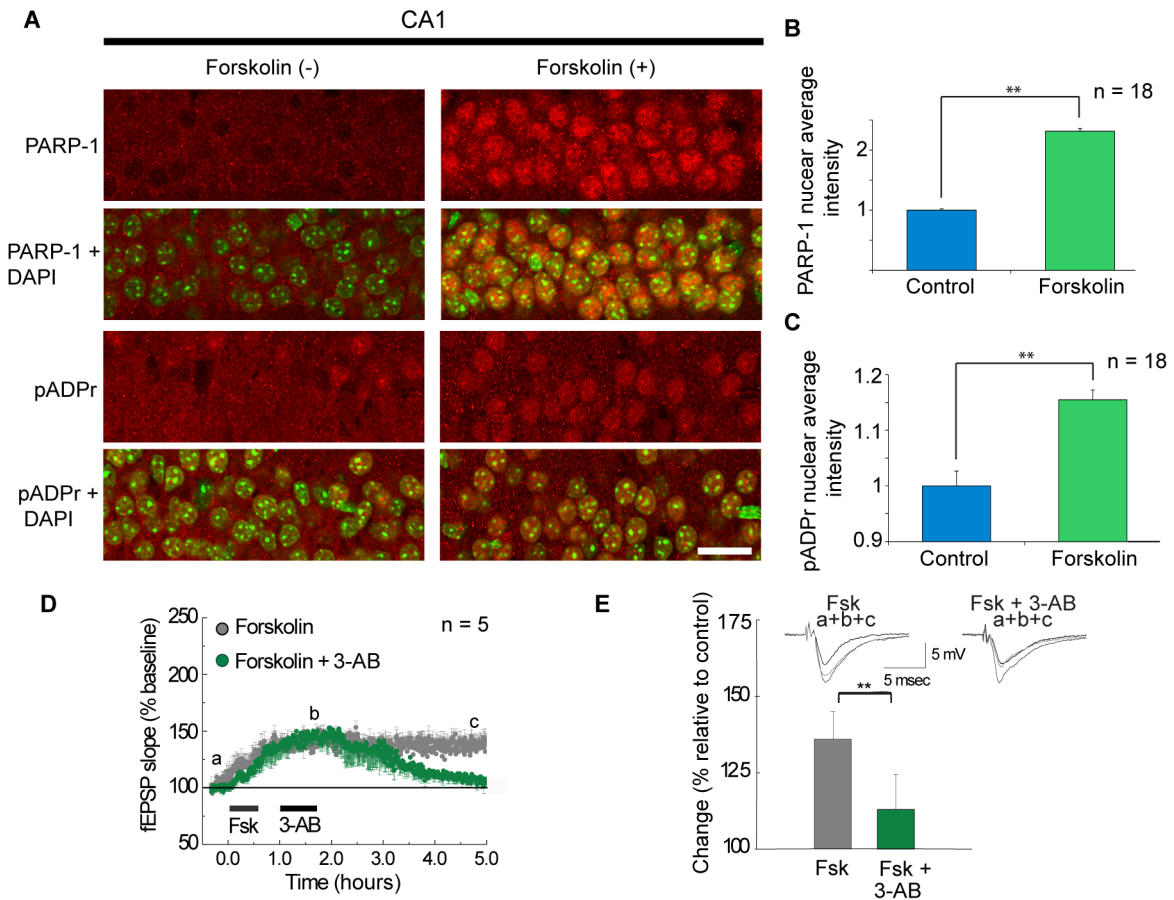 A
CA1
Forskolin (-)
Forskolin (+)
PARP-1
PARP-1 +
DAPI
pADPr
pADPr +
DAPI
B
PARP-1 nucear average
intensity
**
n = 18
2
1
Control
Forskolin
C
pADPr nuclear average
intensity
**
n = 18
1.2
1.1
1
0.9
Control
Forskolin
D
fEPSP slope (% baseline)
250
200
150
100
50
Forskolin
Forskolin + 3-AB
n = 5
a
b
c
Fsk
3-AB
0.0
1.0
2.0
3.0
4.0
5.0
Time (hours)
E
Change (% relative to control)
175
150
125
100
Fsk
a+b+c
Fsk + 3-AB
a+b+c
5 mV
5 msec
**
Fsk
Fsk +
3-AB